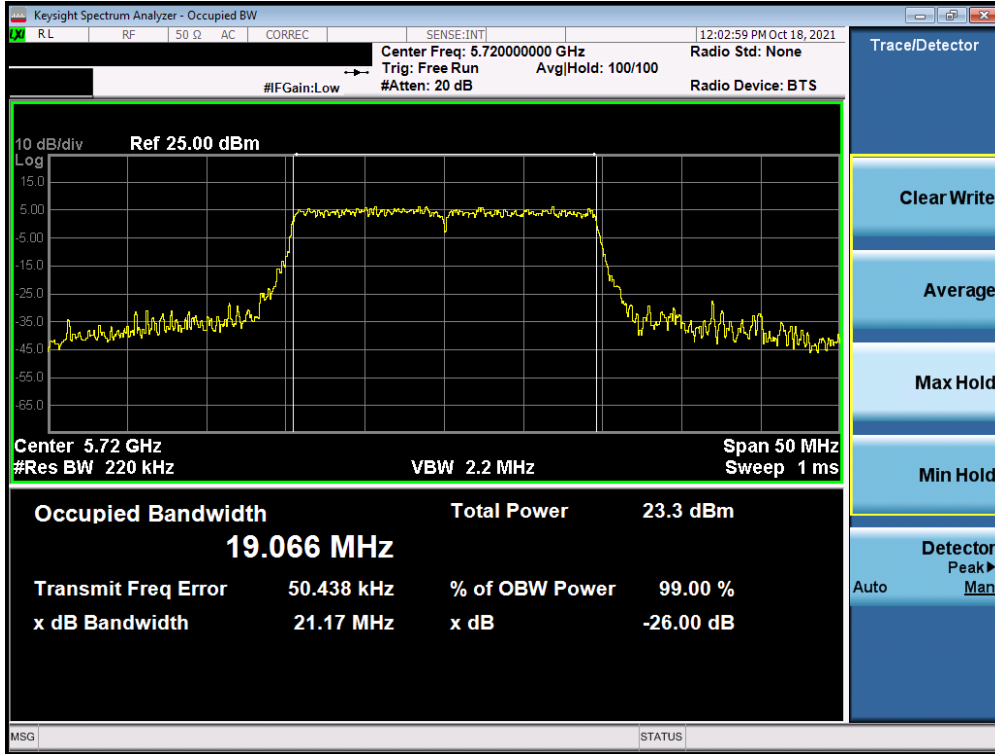 Keysight Spectrum Analyzer - Occupied BW
LXI RL RF 50 Ω AC CORREC SENSE:INT 12:02:59 PM Oct 18, 2021
Center Freq: 5.720000000 GHz Radio Std: None
Trig: Free Run Avg|Hold: 100/100
#IFGain:Low #Atten: 20 dB Radio Device: BTS
10 dB/div Ref 25.00 dBm
Log
15.0
5.00
-5.00
-15.0
-25.0
-35.0
-45.0
-55.0
-65.0
Center 5.72 GHz Span 50 MHz
#Res BW 220 kHz VBW 2.2 MHz Sweep 1 ms
Occupied Bandwidth Total Power 23.3 dBm
19.066 MHz
Transmit Freq Error 50.438 kHz % of OBW Power 99.00 %
x dB Bandwidth 21.17 MHz x dB -26.00 dB
MSG STATUS
Trace/Detector
Clear Write
Average
Max Hold
Min Hold
Detector
Peak▶
Auto Man